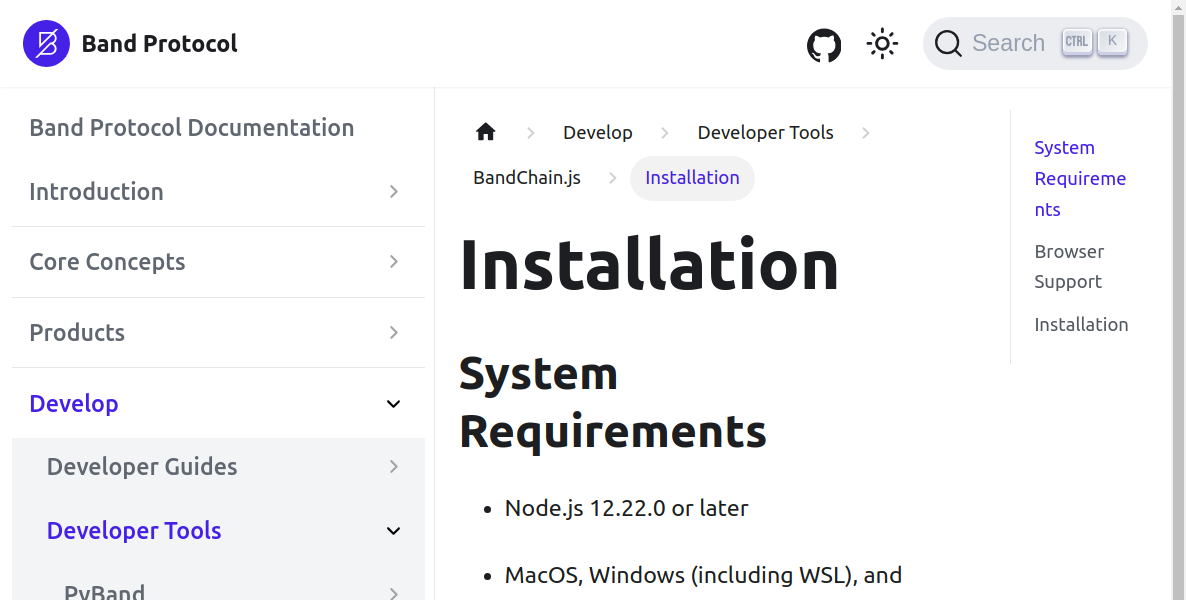 Band Protocol
Search CTRL K
Band Protocol Documentation
Introduction
Core Concepts
Products
Develop
Developer Guides
Developer Tools
PyBand
Develop
Developer Tools
BandChain.js
Installation
Installation
System
Requirements
Node.js 12.22.0 or later
MacOS, Windows (including WSL), and
System
Requireme
nts
Browser
Support
Installation